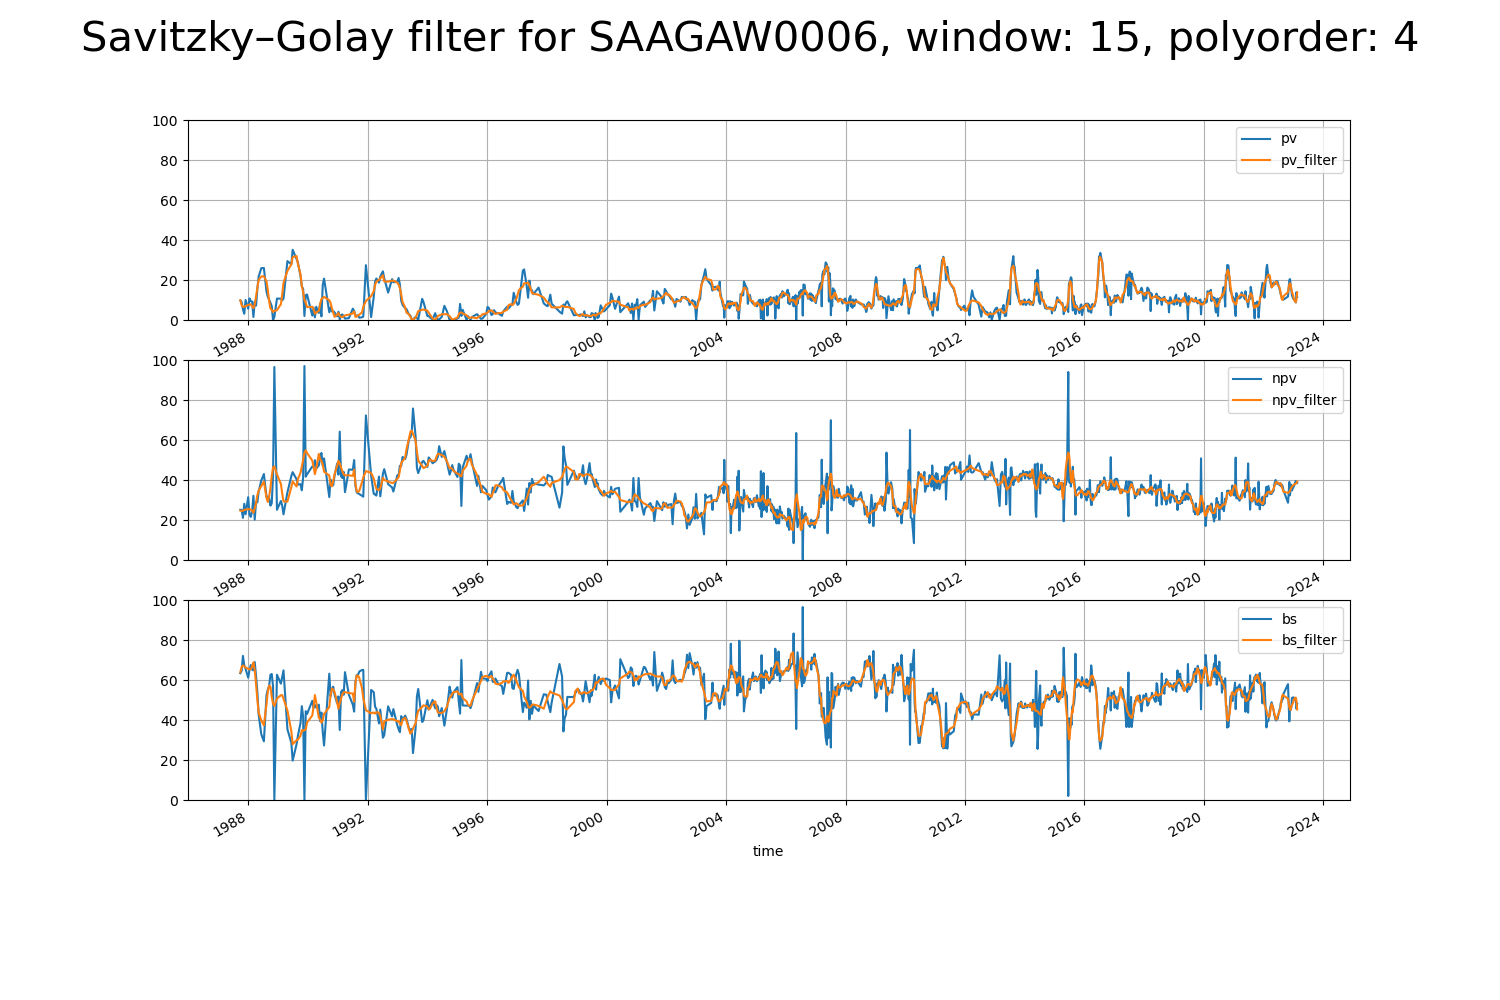 Savitzky–Golay filter for SAAGAW0006, window: 15, polyorder: 4
100
80
60
40
20
0
pv
pv_filter
1988 1992 1996 2000 2004 2008 2012 2016 2020 2024
100
80
60
40
20
0
npv
npv_filter
1988 1992 1996 2000 2004 2008 2012 2016 2020 2024
100
80
60
40
20
0
bs
bs_filter
1988 1992 1996 2000 2004 2008 2012 2016 2020 2024
time